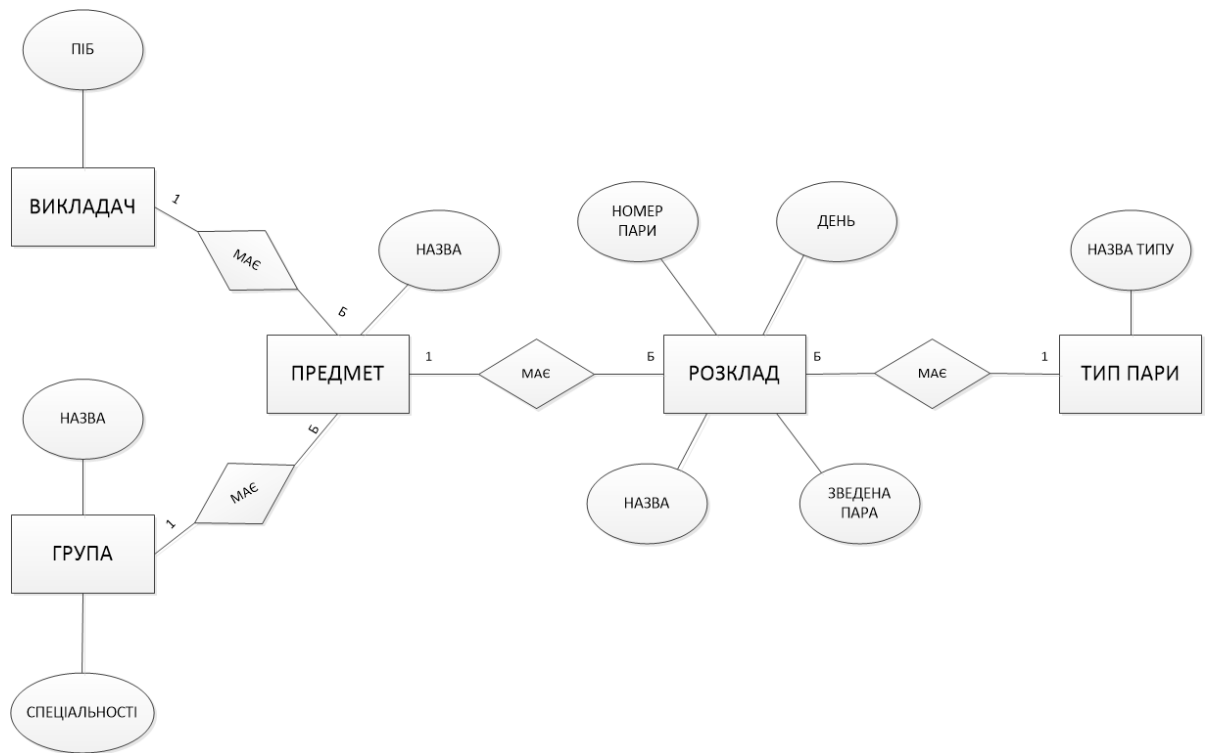 ПІБ
ВИКЛАДАЧ
1
МАЄ
Б
НАЗВА
НОМЕР
ПАРИ
ДЕНЬ
НАЗВА ТИПУ
ПРЕДМЕТ
1
МАЄ
Б
РОЗКЛАД
Б
МАЄ
1
ТИП ПАРИ
НАЗВА
Б
МАЄ
1
ГРУПА
НАЗВА
ЗВЕДЕНА
ПАРА
СПЕЦІАЛЬНОСТІ